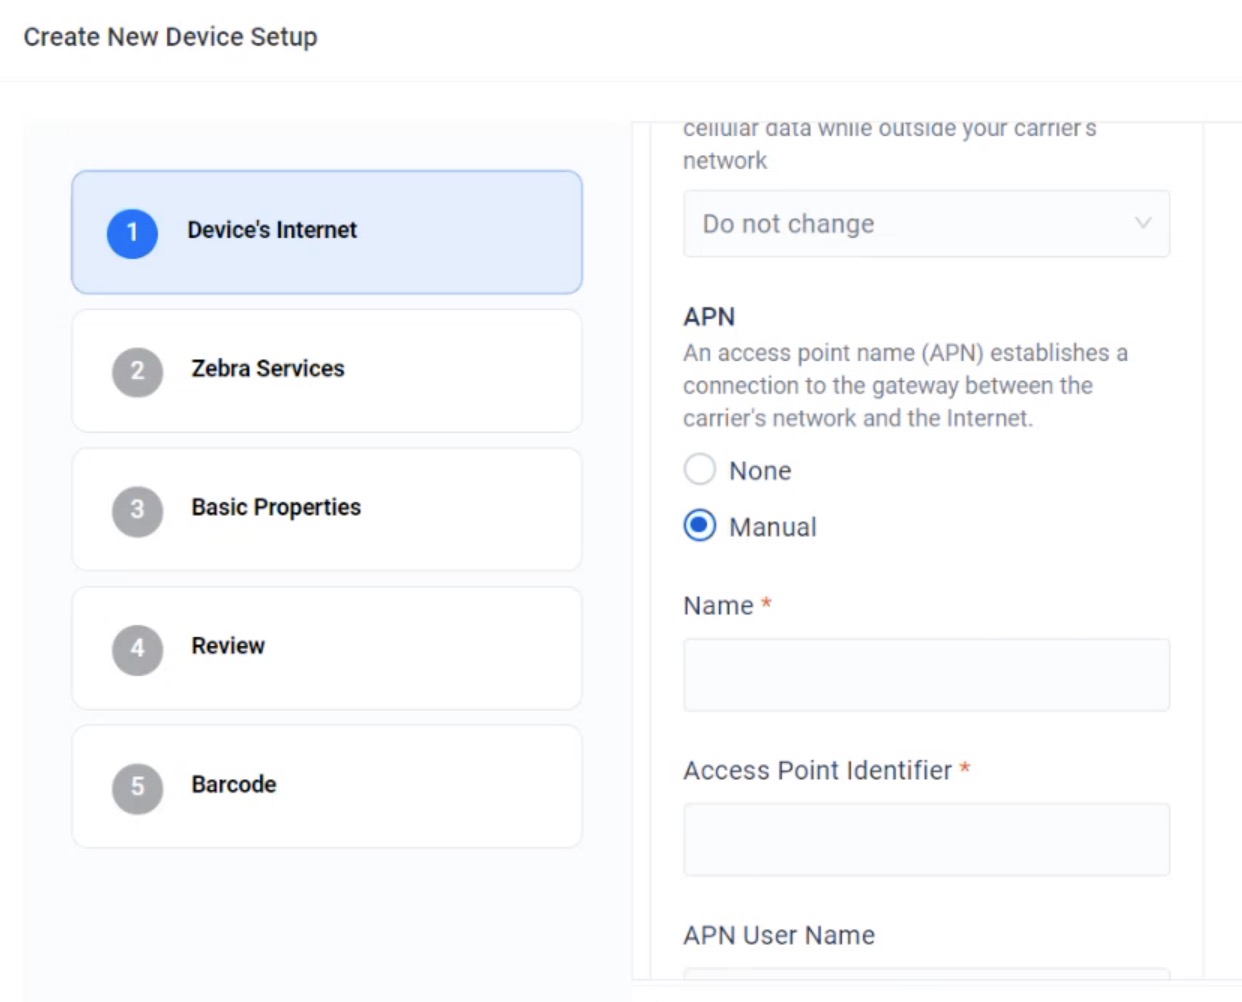 Create New Device Setup
1
Device's Internet
2
Zebra Services
3
Basic Properties
4
Review
5
Barcode
cellular data while outside your carrier's
network
Do not change
APN
An access point name (APN) establishes a
connection to the gateway between the
carrier's network and the Internet.
None
Manual
Name *
Access Point Identifier *
APN User Name